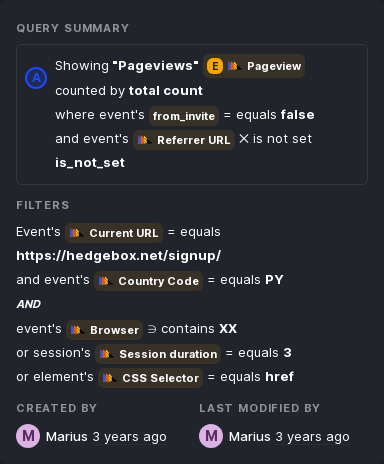 QUERY SUMMARY
A Showing "Pageviews" E Pageview
counted by total count
where event's from_invite = equals false
and event's Referrer URL ✕ is not set
is_not_set
FILTERS
Event's Current URL = equals
https://hedgebox.net/signup/
and event's Country Code = equals PY
AND
event's Browser ∋ contains XX
or session's Session duration = equals 3
or element's CSS Selector = equals href
CREATED BY LAST MODIFIED BY
M Marius 3 years ago M Marius 3 years ago